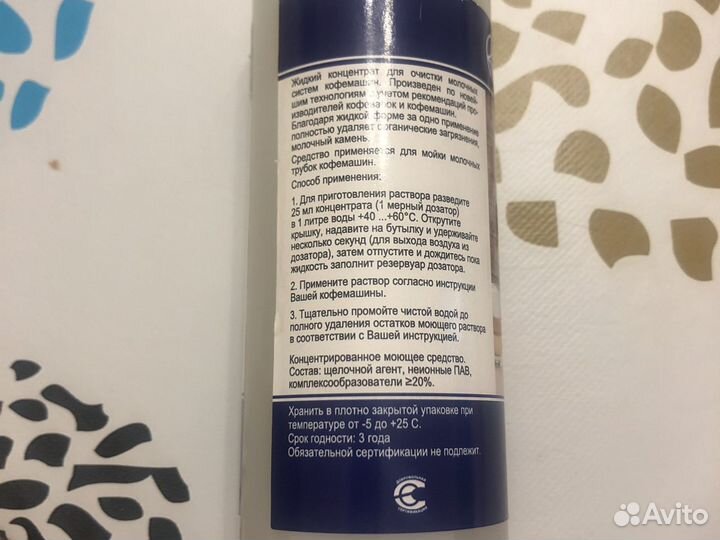 Жидкий концентрат для очистки молочных
систем кофемашин. Произведен по новей-
шим технологиям с учетом рекомендаций про-
изводителей кофеварок и кофемашин.
Благодаря жидкой форме за одно применение
полностью удаляет органические загрязнения,
молочный камень.
Средство применяется для мойки молочных
трубок кофемашин.
Способ применения:
1. Для приготовления раствора разведите
25 мл концентрата (1 мерный дозатор)
в 1 литре воды +40 ...+60°С. Открутите
крышку, надавите на бутылку и удерживайте
несколько секунд (для выхода воздуха из
дозатора), затем отпустите и дождитесь пока
жидкость заполнит резервуар дозатора.
2. Примените раствор согласно инструкции
Вашей кофемашины.
3. Тщательно промойте чистой водой до
полного удаления остатков моющего раствора
в соответствии с Вашей инструкцией.
Концентрированное моющее средство.
Состав: щелочной агент, неионные ПАВ,
комплексообразователи ≥20%.
Хранить в плотно закрытой упаковке при
температуре от -5 до +25 С.
Срок годности: 3 года
Обязательной сертификации не подлежит.
ДОБРОВОЛЬНАЯ
СЕРТИФИКАЦИЯ
Avito